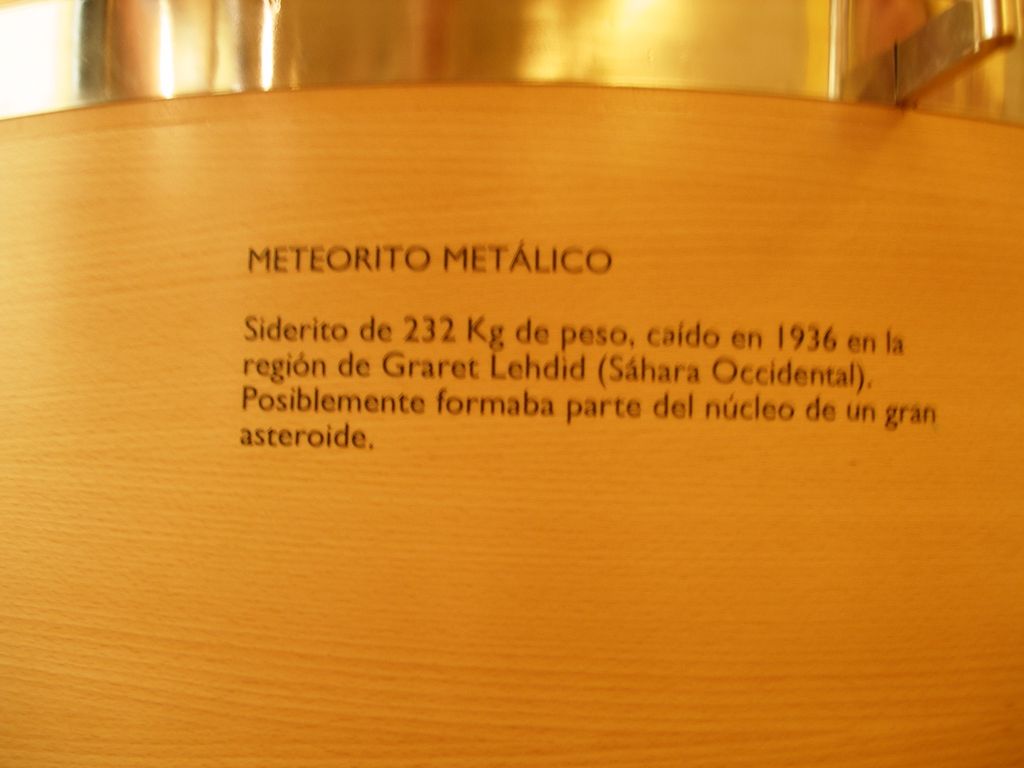 METEORITO METÁLICO
Siderito de 232 Kg de peso, caído en 1936 en la
región de Graret Lehdid (Sáhara Occidental).
Posiblemente formaba parte del núcleo de un gran
asteroide.